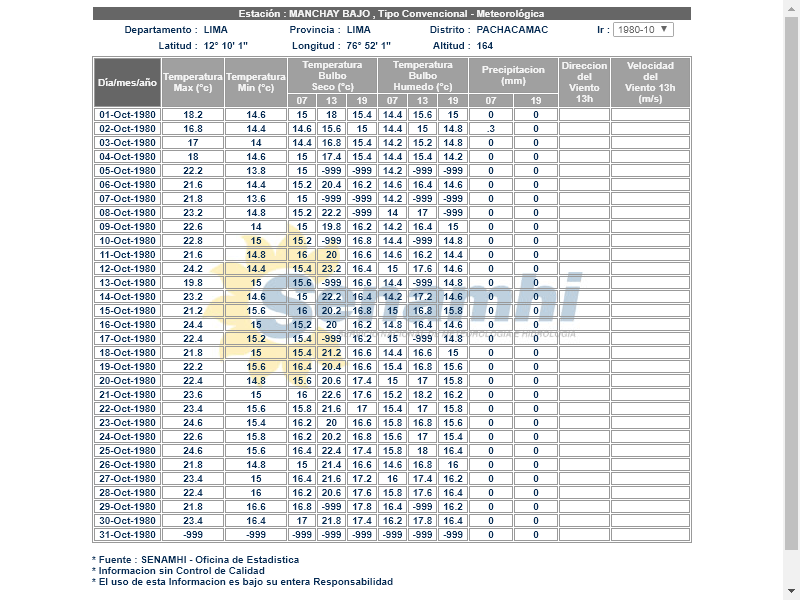 Estación : MANCHAY BAJO , Tipo Convencional - Meteorológica
Departamento : LIMA Provincia : LIMA Distrito : PACHACAMAC Ir : 1980-10
Latitud : 12° 10' 1" Longitud : 76° 52' 1" Altitud : 164
Día/mes/año Temperatura Max (°c) Temperatura Min (°c) Temperatura Bulbo Seco (°c) Temperatura Bulbo Humedo (°c) Precipitacion (mm) Direccion del Viento 13h Velocidad del Viento 13h (m/s)
07 13 19 07 13 19 07 19
01-Oct-1980 18.2 14.6 15 18 15.4 14.4 15.6 15 0 0
02-Oct-1980 16.8 14.4 14.6 15.6 15 14.4 15 14.8 .3 0
03-Oct-1980 17 14 14.4 16.8 15.4 14.2 15.2 14.8 0 0
04-Oct-1980 18 14.6 15 17.4 15.4 14.4 15.4 14.2 0 0
05-Oct-1980 22.2 13.8 15 -999 -999 14.2 -999 -999 0 0
06-Oct-1980 21.6 14.4 15.2 20.4 16.2 14.6 16.4 14.6 0 0
07-Oct-1980 21.8 13.6 15 -999 -999 14.2 -999 -999 0 0
08-Oct-1980 23.2 14.8 15.2 22.2 -999 14 17 -999 0 0
09-Oct-1980 22.6 14 15 19.8 16.2 14.2 16.4 15 0 0
10-Oct-1980 22.8 15 15.2 -999 16.8 14.4 -999 14.8 0 0
11-Oct-1980 21.6 14.8 16 20 16.6 14.6 16.2 14.4 0 0
12-Oct-1980 24.2 14.4 15.4 23.2 16.4 15 17.6 14.6 0 0
13-Oct-1980 19.8 15 15.6 -999 16.6 14.4 -999 14.8 0 0
14-Oct-1980 23.2 14.6 15 22.2 16.4 14.2 17.2 14.6 0 0
15-Oct-1980 21.2 15.6 16 20.2 16.8 15 16.8 15.8 0 0
16-Oct-1980 24.4 15 15.2 20 16.2 14.8 16.4 14.6 0 0
17-Oct-1980 22.4 15.2 15.4 -999 16.2 15 -999 14.8 0 0
18-Oct-1980 21.8 15 15.4 21.2 16.6 14.4 16.6 15 0 0
19-Oct-1980 22.2 15.6 16.4 20.4 16.6 15.4 16.8 15.6 0 0
20-Oct-1980 22.4 14.8 15.6 20.6 17.4 15 17 15.8 0 0
21-Oct-1980 23.6 15 16 22.6 17.6 15.2 18.2 16.2 0 0
22-Oct-1980 23.4 15.6 15.8 21.6 17 15.4 17 15.8 0 0
23-Oct-1980 24.6 15.4 16.2 20 16.6 15.8 16.8 15.6 0 0
24-Oct-1980 22.6 15.8 16.2 20.2 16.8 15.6 17 15.4 0 0
25-Oct-1980 24.6 15.6 16.4 22.4 17.4 15.8 18 16.4 0 0
26-Oct-1980 21.8 14.8 15 21.4 16.6 14.6 16.8 16 0 0
27-Oct-1980 23.4 15 16.4 21.6 17.2 16 17.4 16.2 0 0
28-Oct-1980 22.4 16 16.2 20.6 17.6 15.8 17.6 16.4 0 0
29-Oct-1980 21.8 16.6 16.8 -999 17.8 16.4 -999 16.2 0 0
30-Oct-1980 23.4 16.4 17 21.8 17.4 16.2 17.8 16.4 0 0
31-Oct-1980 -999 -999 -999 -999 -999 -999 -999 -999 0 0
Senamhi
* Fuente : SENAMHI - Oficina de Estadistica
* Informacion sin Control de Calidad
* El uso de esta Informacion es bajo su entera Responsabilidad